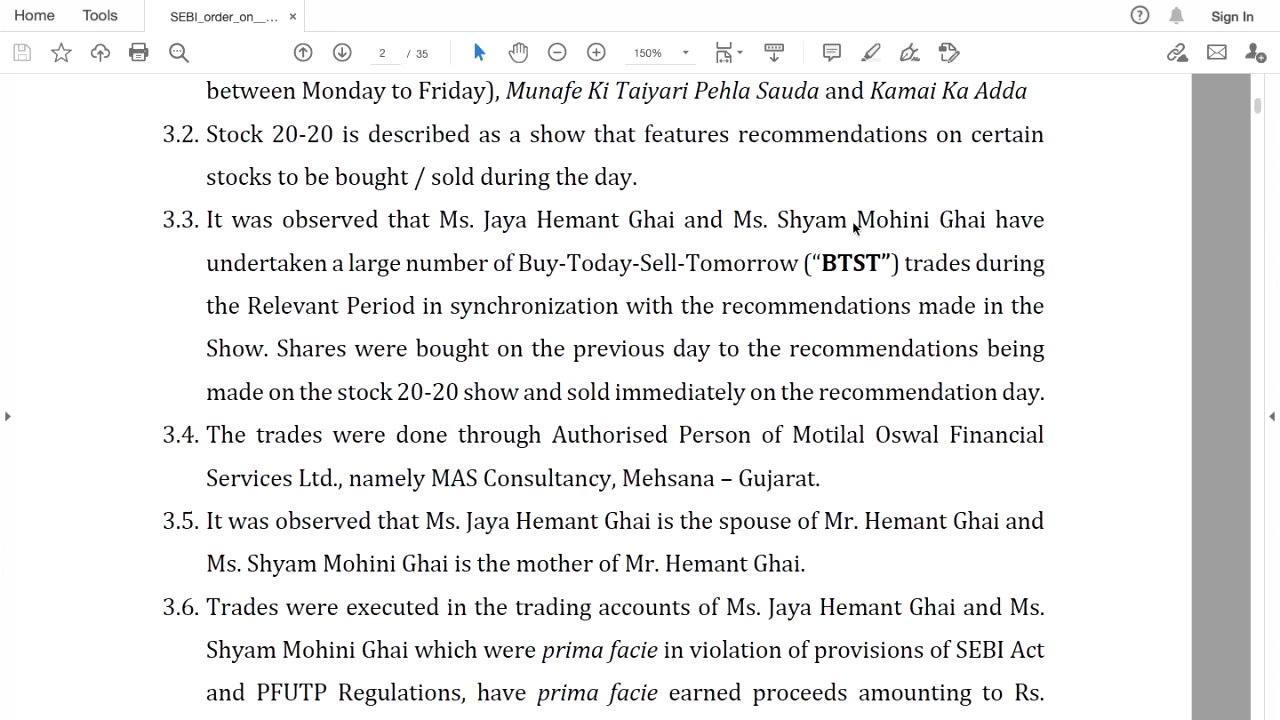 Home Tools SEBI_order_on__... × Sign In
2 / 35 150%
between Monday to Friday), Munafe Ki Taiyari Pehla Sauda and Kamai Ka Adda
3.2. Stock 20-20 is described as a show that features recommendations on certain
stocks to be bought / sold during the day.
3.3. It was observed that Ms. Jaya Hemant Ghai and Ms. Shyam Mohini Ghai have
undertaken a large number of Buy-Today-Sell-Tomorrow (“BTST”) trades during
the Relevant Period in synchronization with the recommendations made in the
Show. Shares were bought on the previous day to the recommendations being
made on the stock 20-20 show and sold immediately on the recommendation day.
3.4. The trades were done through Authorised Person of Motilal Oswal Financial
Services Ltd., namely MAS Consultancy, Mehsana – Gujarat.
3.5. It was observed that Ms. Jaya Hemant Ghai is the spouse of Mr. Hemant Ghai and
Ms. Shyam Mohini Ghai is the mother of Mr. Hemant Ghai.
3.6. Trades were executed in the trading accounts of Ms. Jaya Hemant Ghai and Ms.
Shyam Mohini Ghai which were prima facie in violation of provisions of SEBI Act
and PFUTP Regulations, have prima facie earned proceeds amounting to Rs.